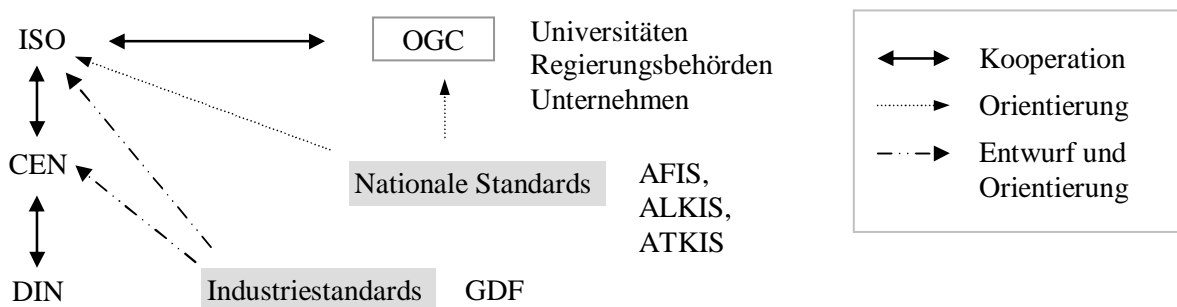 ISO
OGC
Universitäten
Regierungsbehörden
Unternehmen
CEN
Nationale Standards
AFIS,
ALKIS,
ATKIS
DIN
Industriestandards
GDF
Kooperation
Orientierung
Entwurf und
Orientierung